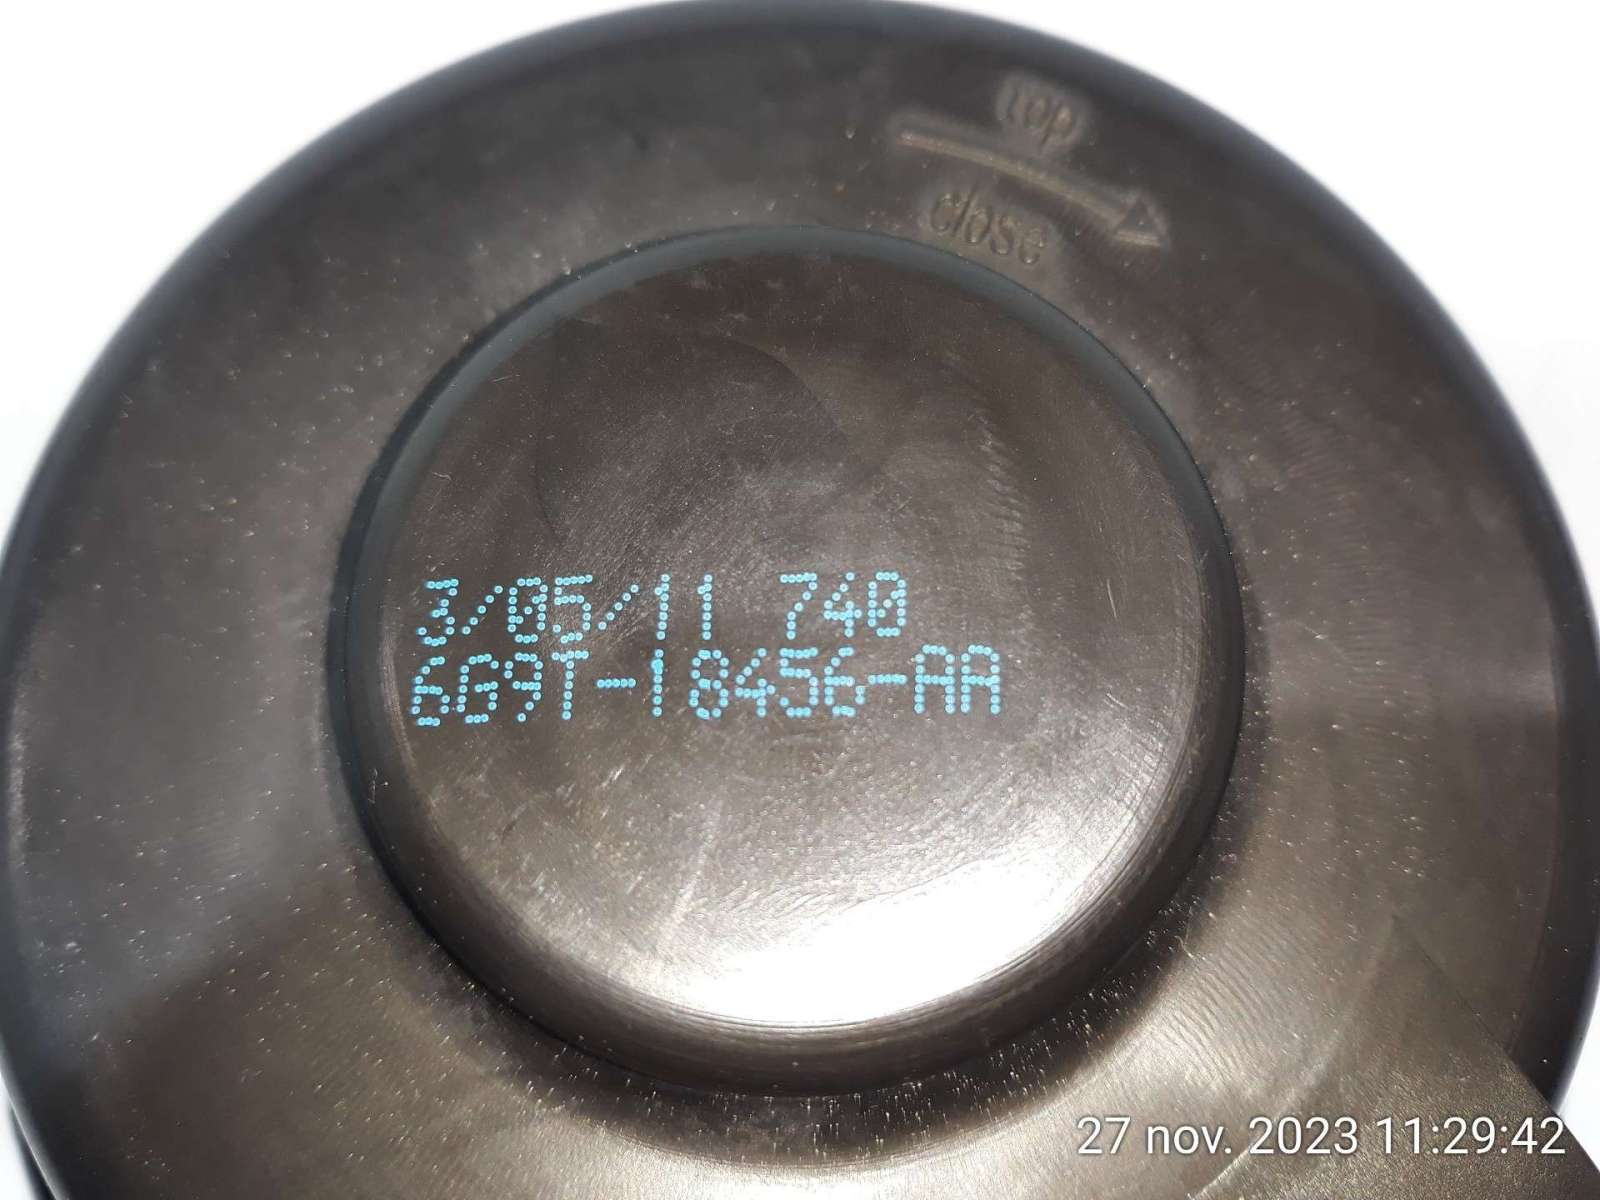 top
close
3/05/11 740
6G9T-18456-AA
27 nov. 2023 11:29:42